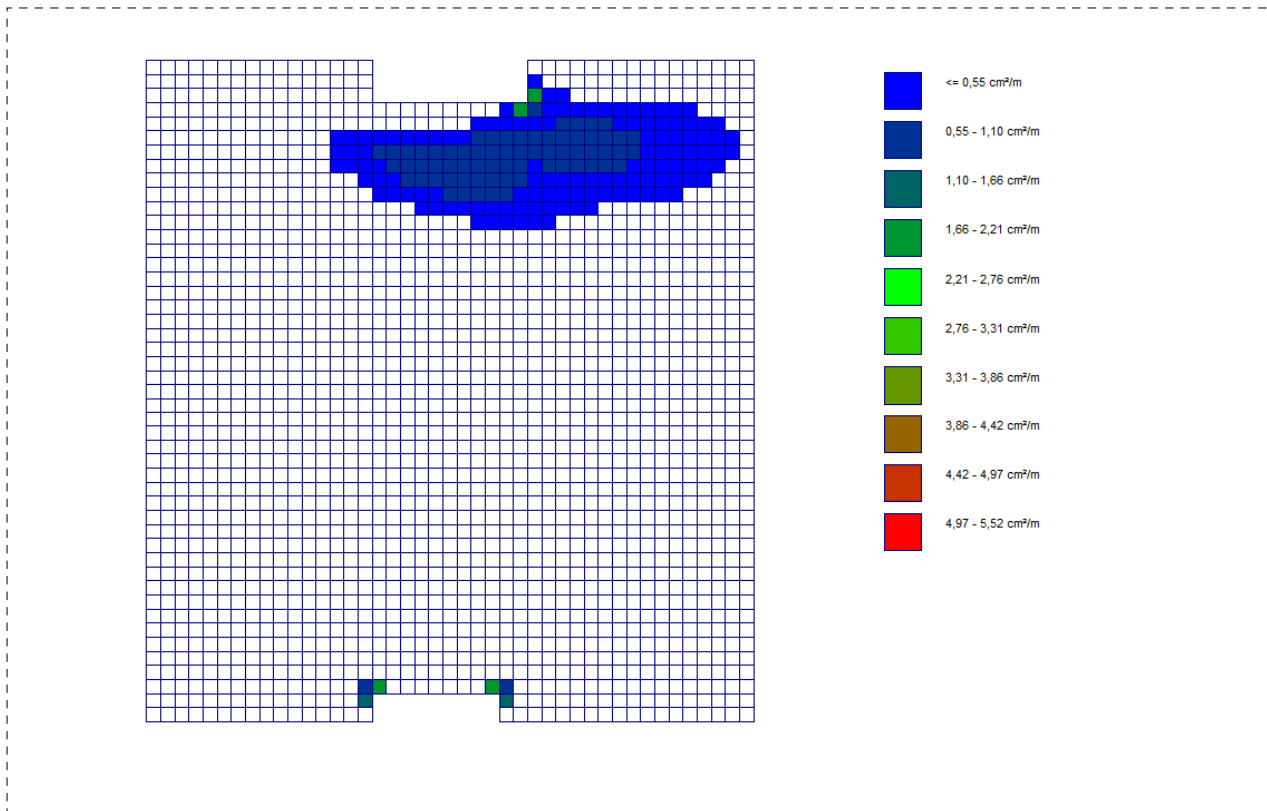 <= 0,55 cm²/m
0,55 - 1,10 cm²/m
1,10 - 1,66 cm²/m
1,66 - 2,21 cm²/m
2,21 - 2,76 cm²/m
2,76 - 3,31 cm²/m
3,31 - 3,86 cm²/m
3,86 - 4,42 cm²/m
4,42 - 4,97 cm²/m
4,97 - 5,52 cm²/m